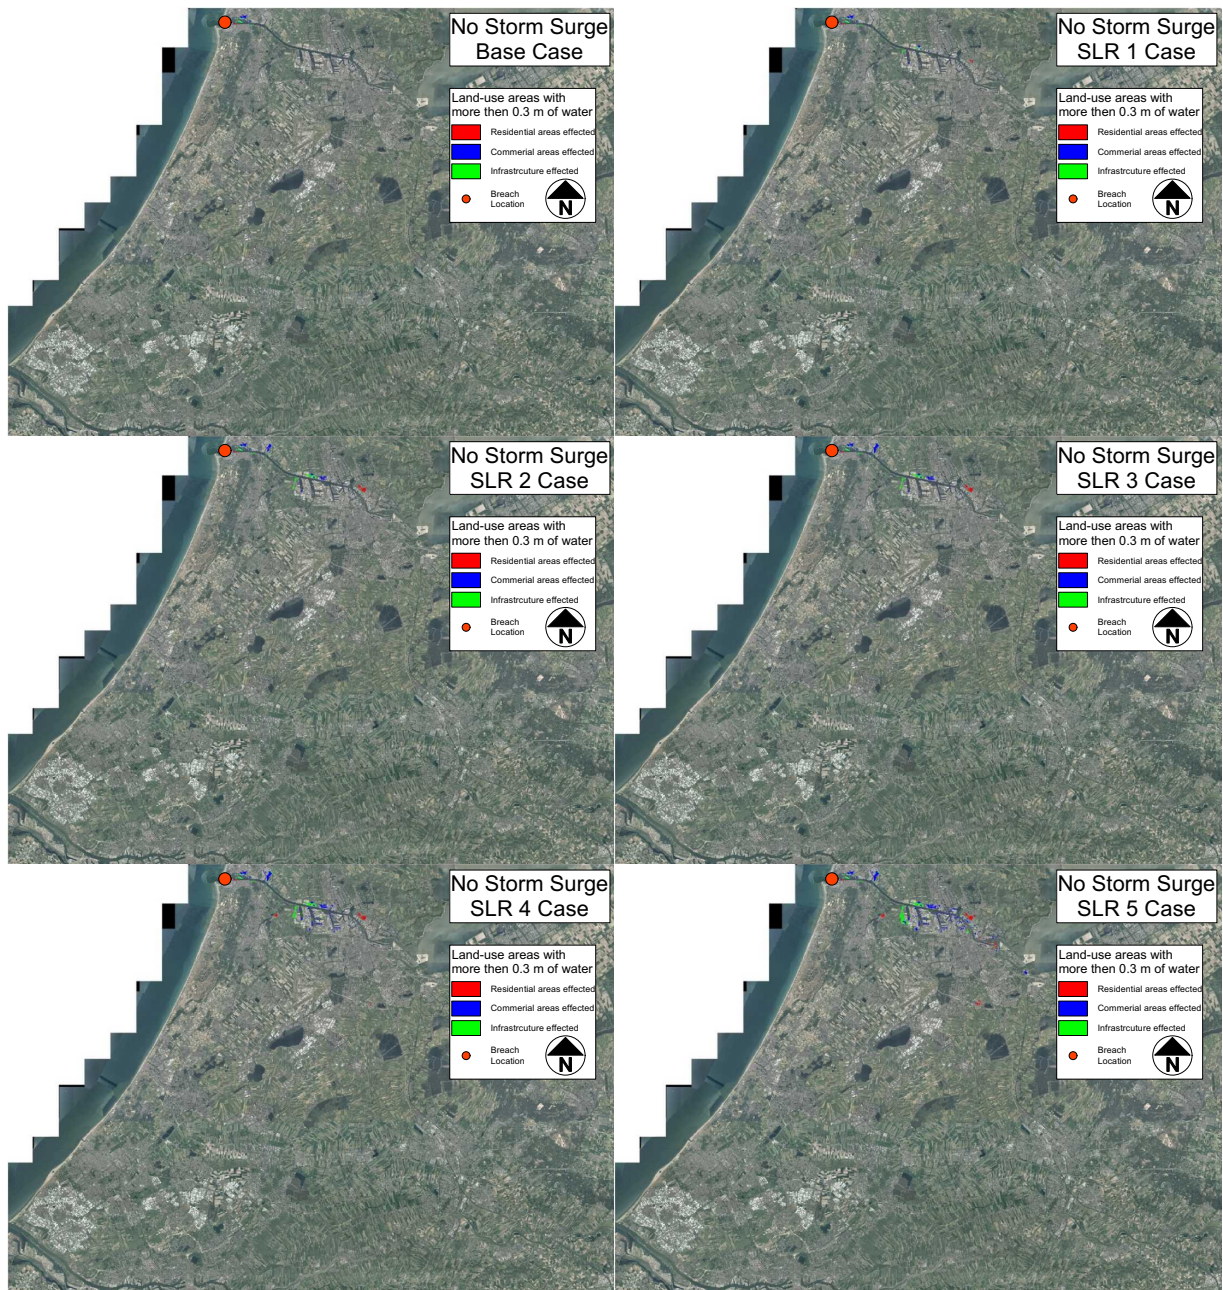 No Storm Surge
Base Case
Land-use areas with
more then 0.3 m of water
Residential areas effected
Commerial areas effected
Infrastrcuture effected
Breach
Location
N
No Storm Surge
SLR 1 Case
Land-use areas with
more then 0.3 m of water
Residential areas effected
Commerial areas effected
Infrastrcuture effected
Breach
Location
N
No Storm Surge
SLR 2 Case
Land-use areas with
more then 0.3 m of water
Residential areas effected
Commerial areas effected
Infrastrcuture effected
Breach
Location
N
No Storm Surge
SLR 3 Case
Land-use areas with
more then 0.3 m of water
Residential areas effected
Commerial areas effected
Infrastrcuture effected
Breach
Location
N
No Storm Surge
SLR 4 Case
Land-use areas with
more then 0.3 m of water
Residential areas effected
Commerial areas effected
Infrastrcuture effected
Breach
Location
N
No Storm Surge
SLR 5 Case
Land-use areas with
more then 0.3 m of water
Residential areas effected
Commerial areas effected
Infrastrcuture effected
Breach
Location
N